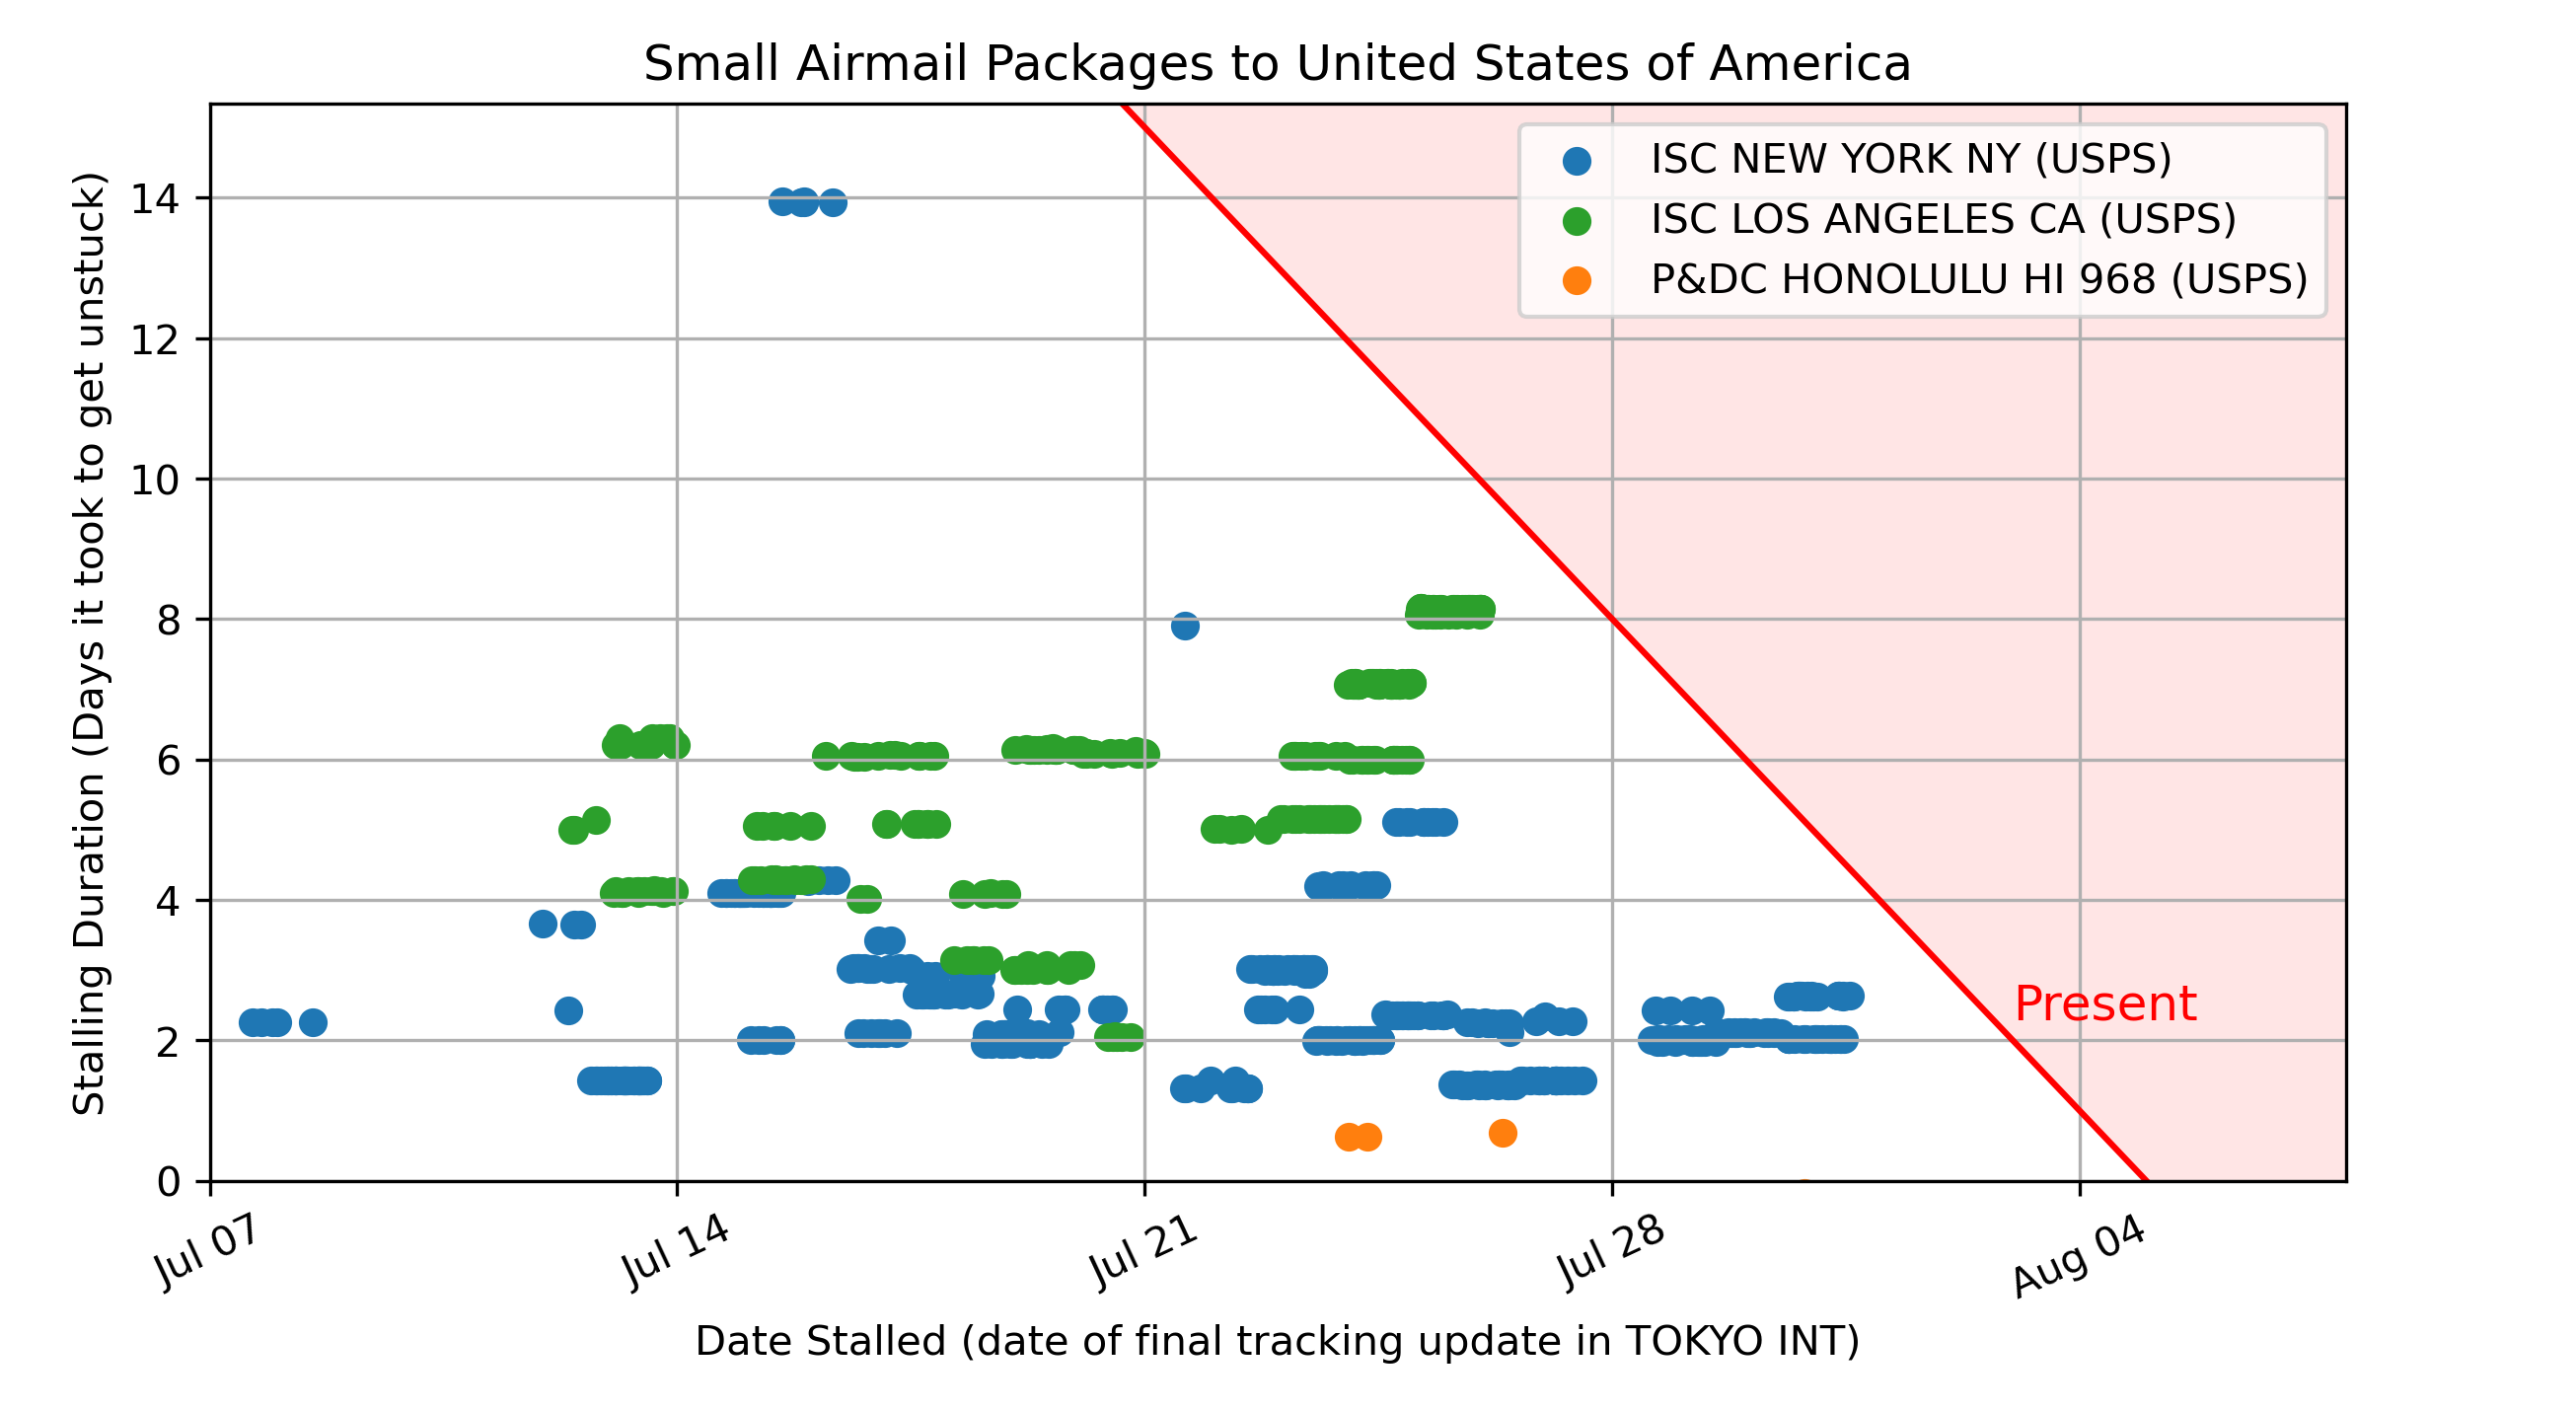 Small Airmail Packages to United States of America
ISC NEW YORK NY (USPS)
ISC LOS ANGELES CA (USPS)
P&DC HONOLULU HI 968 (USPS)
Stalling Duration (Days it took to get unstuck)
14
12
10
8
6
4
2
0
Present
Jul 07
Jul 14
Jul 21
Jul 28
Aug 04
Date Stalled (date of final tracking update in TOKYO INT)